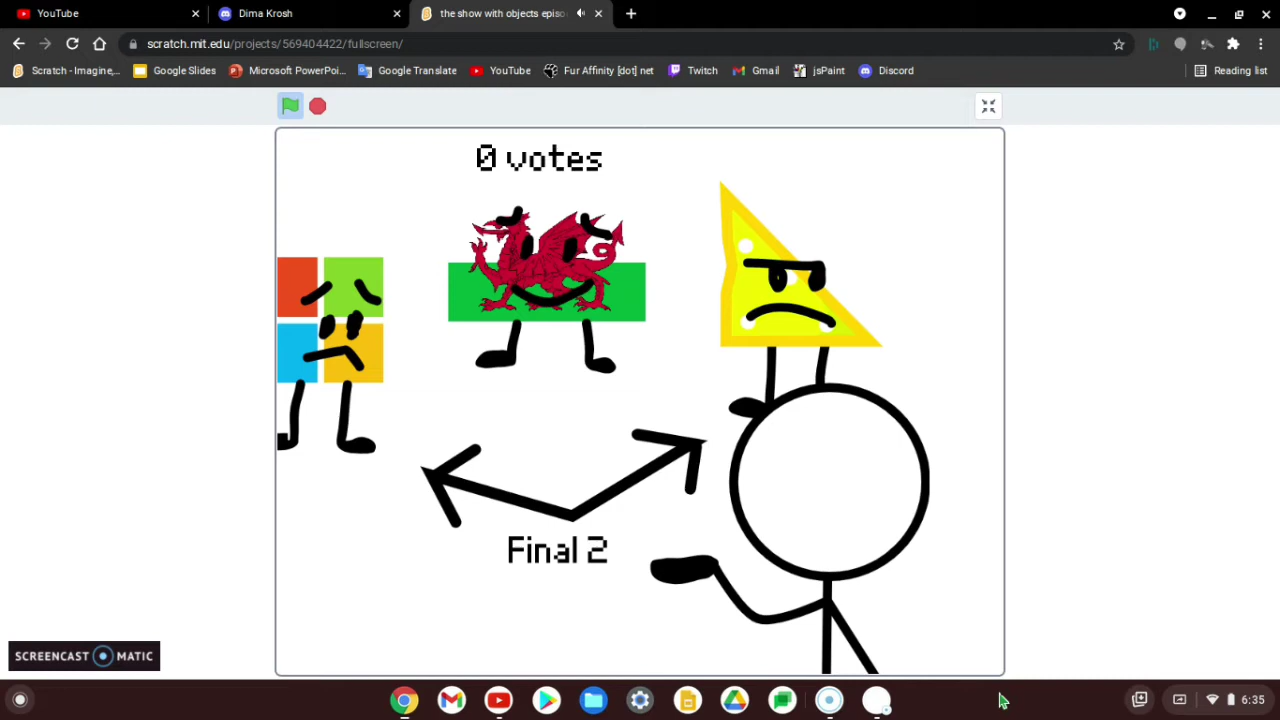 YouTube
Dima Krosh
the show with objects episo
scratch.mit.edu/projects/569404422/fullscreen/
Scratch - Imagine,...
Google Slides
Microsoft PowerPoi...
Google Translate
YouTube
Fur Affinity [dot] net
Twitch
Gmail
jsPaint
Discord
Reading list
0 votes
Final 2
SCREENCAST MATIC
6:35